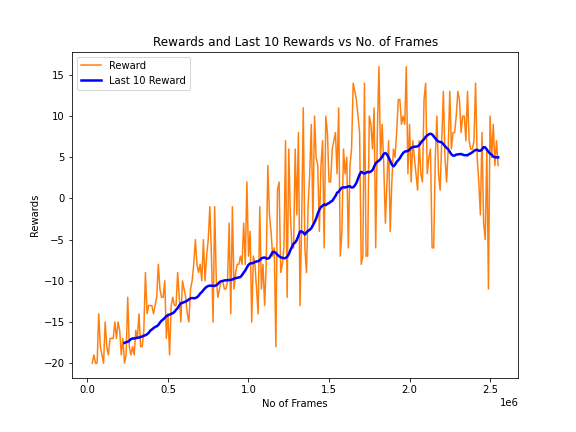 Rewards and Last 10 Rewards vs No. of Frames
Reward
Last 10 Reward
15
10
5
0
−5
−10
−15
−20
Rewards
0.0 0.5 1.0 1.5 2.0 2.5
1e6
No of Frames